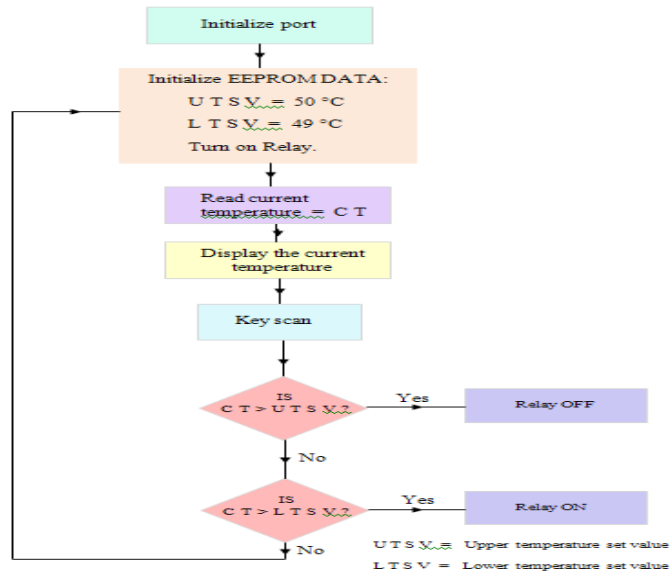 Initialize port
Initialize EEPROM DATA:
U T S V = 50 °C
L T S V = 49 °C
Turn on Relay.
Read current
temperature = C T
Display the current
temperature
Key scan
IS
C T > U T S V ?
Yes
Relay OFF
No
IS
C T > L T S V ?
Yes
Relay ON
No
U T S V = Upper temperature set value
L T S V = Lower temperature set value